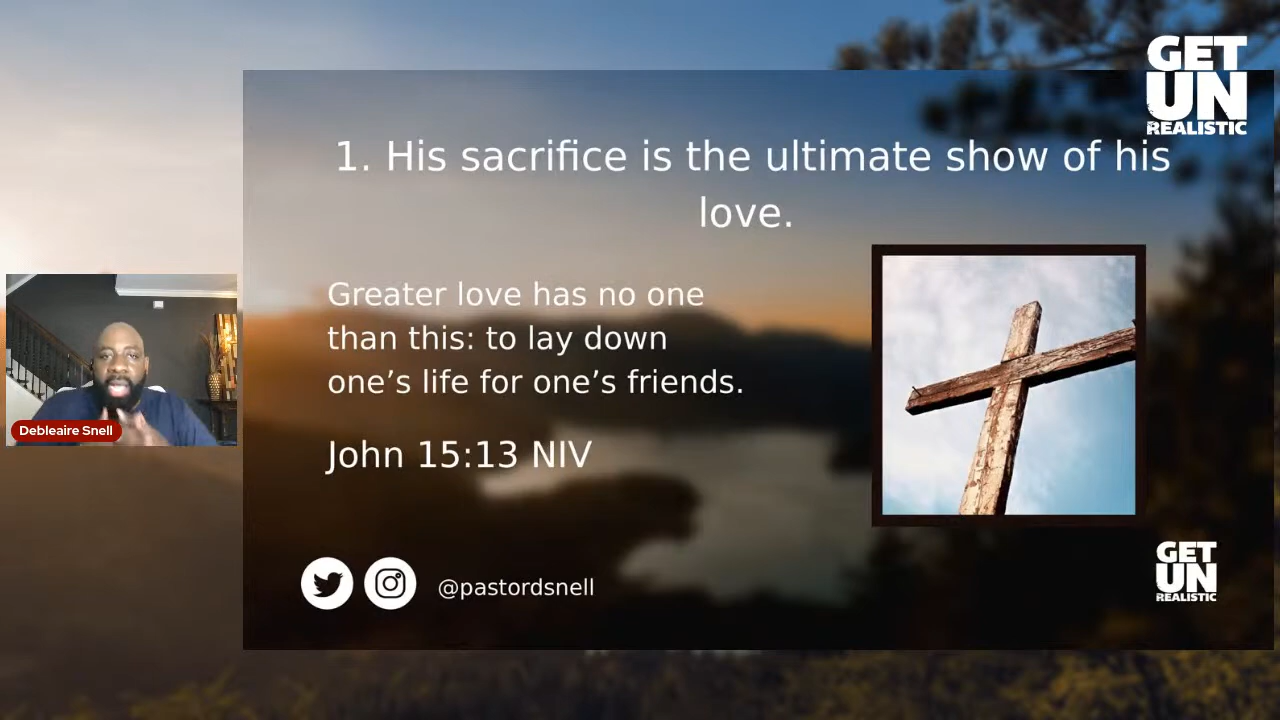 GET
UN
REALISTIC
1. His sacrifice is the ultimate show of his
love.
Greater love has no one
than this: to lay down
one’s life for one’s friends.
John 15:13 NIV
Debleaire Snell
@pastordsnell
GET
UN
REALISTIC